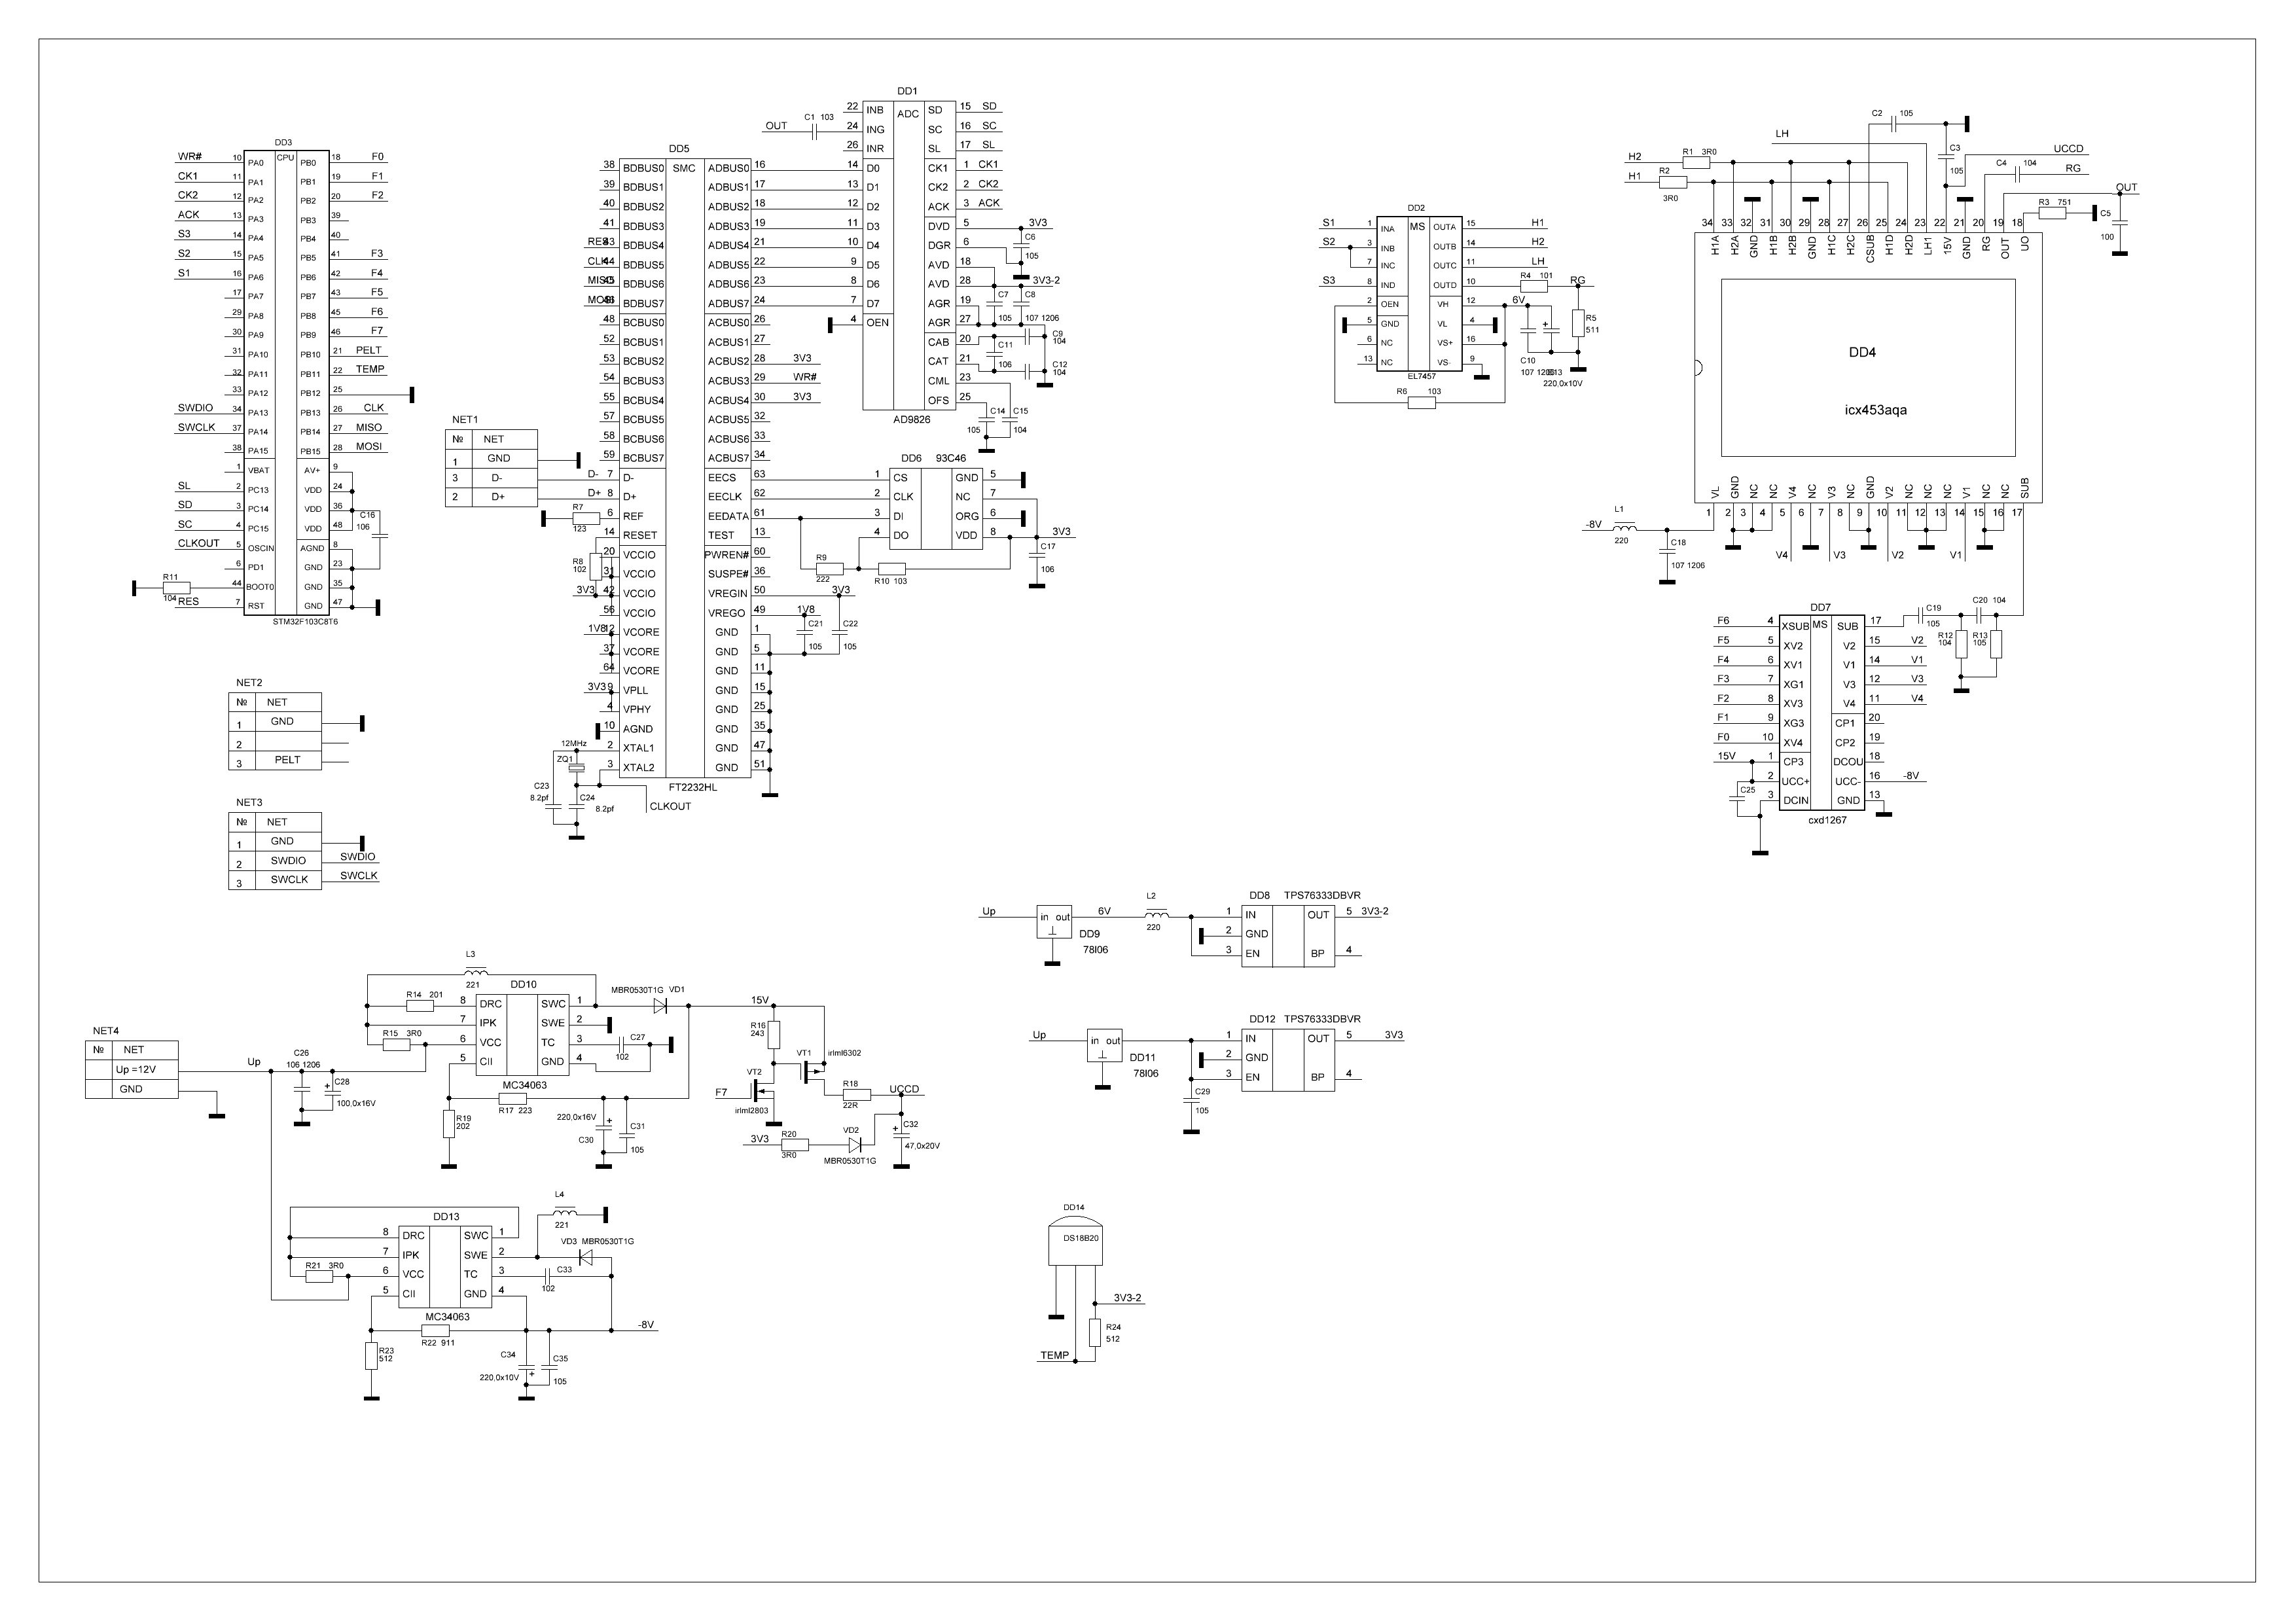 DD3
CPU
WR# 10 PA0 PB0 18 F0
CK1 11 PA1 PB1 19 F1
CK2 12 PA2 PB2 20 F2
ACK 13 PA3 PB3 39
S3 14 PA4 PB4 40
S2 15 PA5 PB5 41 F3
S1 16 PA6 PB6 42 F4
17 PA7 PB7 43 F5
29 PA8 PB8 45 F6
30 PA9 PB9 46 F7
31 PA10 PB10 21 PELT
32 PA11 PB11 22 TEMP
33 PA12 PB12 25
SWDIO 34 PA13 PB13 26 CLK
SWCLK 37 PA14 PB14 27 MISO
38 PA15 PB15 28 MOSI
1 VBAT AV+ 9
SL 2 PC13 VDD 24
SD 3 PC14 VDD 36
SC 4 PC15 VDD 48
CLKOUT 5 OSCIN AGND 8
6 PD1 GND 23
R11 104 44 BOOT0 GND 35
RES 7 RST GND 47
STM32F103C8T6
C16
106
DD5
SMC
38 BDBUS0 ADBUS0 16
39 BDBUS1 ADBUS1 17
40 BDBUS2 ADBUS2 18
41 BDBUS3 ADBUS3 19
RES 43 BDBUS4 ADBUS4 21
CLK 44 BDBUS5 ADBUS5 22
MISO 45 BDBUS6 ADBUS6 23
MOSI 46 BDBUS7 ADBUS7 24
48 BCBUS0 ACBUS0 26
52 BCBUS1 ACBUS1 27
53 BCBUS2 ACBUS2 28 3V3
54 BCBUS3 ACBUS3 29 WR#
55 BCBUS4 ACBUS4 30 3V3
57 BCBUS5 ACBUS5 32
58 BCBUS6 ACBUS6 33
59 BCBUS7 ACBUS7 34
D- 7 D- EECS 63
D+ 8 D+ EECLK 62
6 REF EEDATA 61
14 RESET TEST 13
20 VCCIO PWREN# 60
31 VCCIO SUSPE# 36
3V3 42 VCCIO VREGIN 50 3V3
56 VCCIO VREGO 49 1V8
1V8 12 VCORE GND 1
37 VCORE GND 5
64 VCORE GND 11
3V3 9 VPLL GND 15
4 VPHY GND 25
10 AGND GND 35
2 XTAL1 GND 47
3 XTAL2 GND 51
FT2232HL
R7
123
R8
102
12MHz
ZQ1
C23
8.2pf
C24
8.2pf
CLKOUT
C21
105
C22
105
NET1
№ NET
1 GND
3 D-
2 D+
DD1
ADC
OUT C1 103
22 INB SD 15 SD
24 ING SC 16 SC
26 INR SL 17 SL
14 D0 CK1 1 CK1
13 D1 CK2 2 CK2
12 D2 ACK 3 ACK
11 D3 DVD 5 3V3
10 D4 DGR 6
9 D5 AVD 18
8 D6 AVD 28 3V3-2
7 D7 AGR 19
4 OEN AGR 27
CAB 20
CAT 21
CML 23
OFS 25
AD9826
C6
105
C7
105
C8
107 1206
C9
104
C11
106
C12
104
C14
105
C15
104
DD6 93C46
1 CS GND 5
2 CLK NC 7
3 DI ORG 6
4 DO VDD 8 3V3
C17
106
R9
222
R10 103
DD2
MS
S1 1 INA OUTA 15 H1
S2 3 INB OUTB 14 H2
7 INC OUTC 11 LH
S3 8 IND OUTD 10 R4 101 RG
2 OEN VH 12 6V
5 GND VL 4
6 NC VS+ 16
13 NC VS- 9
EL7457
R5
511
C10
107 1206
C13
220,0x10V
R6 103
C2 105
LH
C3
105
UCCD
C4 104
RG
H2 R1 3R0
H1 R2
3R0
OUT
R3 751
C5
100
34 33 32 31 30 29 28 27 26 25 24 23 22 21 20 19 18
H1A H2A GND H1B H2B GND H1C H2C CSUB H1D H2D LH1 15V GND RG OUT UO
DD4
icx453aqa
VL GND NC NC V4 NC V3 NC GND V2 NC NC NC V1 NC NC SUB
1 2 3 4 5 6 7 8 9 10 11 12 13 14 15 16 17
V4 V3 V2 V1
-8V L1
220
C18
107 1206
DD7
MS
F6 4 XSUB SUB 17
F5 5 XV2 V2 15 V2
F4 6 XV1 V1 14 V1
F3 7 XG1 V3 12 V3
F2 8 XV3 V4 11 V4
F1 9 XG3 CP1 20
F0 10 XV4 CP2 19
15V 1 CP3 DCOU 18
2 UCC+ UCC- 16 -8V
3 DCIN GND 13
cxd1267
C25
C19
105
C20 104
R12
104
R13
105
NET2
№ NET
1 GND
2
3 PELT
NET3
№ NET
1 GND
2 SWDIO SWDIO
3 SWCLK SWCLK
Up
in out
DD9
78l06
6V
L2
220
DD8 TPS76333DBVR
1 IN OUT 5 3V3-2
2 GND
3 EN BP 4
Up
in out
DD11
78l06
C29
105
DD12 TPS76333DBVR
1 IN OUT 5 3V3
2 GND
3 EN BP 4
NET4
№ NET
Up =12V
GND
Up
C26
106 1206
C28
100,0x16V
L3
221
DD10
R14 201 8 DRC SWC 1
7 IPK SWE 2
R15 3R0 6 VCC TC 3
5 CII GND 4
MC34063
C27
102
MBR0530T1G VD1
R17 223
R19
202
220,0x16V
C30
C31
105
15V
R16
243
VT1 irlml6302
VT2
F7
irlml2803
R18
22R
UCCD
3V3 R20
3R0
VD2
MBR0530T1G
C32
47,0x20V
DD13
8 DRC SWC 1
7 IPK SWE 2
R21 3R0 6 VCC TC 3
5 CII GND 4
MC34063
L4
221
VD3 MBR0530T1G
C33
102
R22 911
R23
512
-8V
C34
220,0x10V
C35
105
DD14
DS18B20
3V3-2
R24
512
TEMP